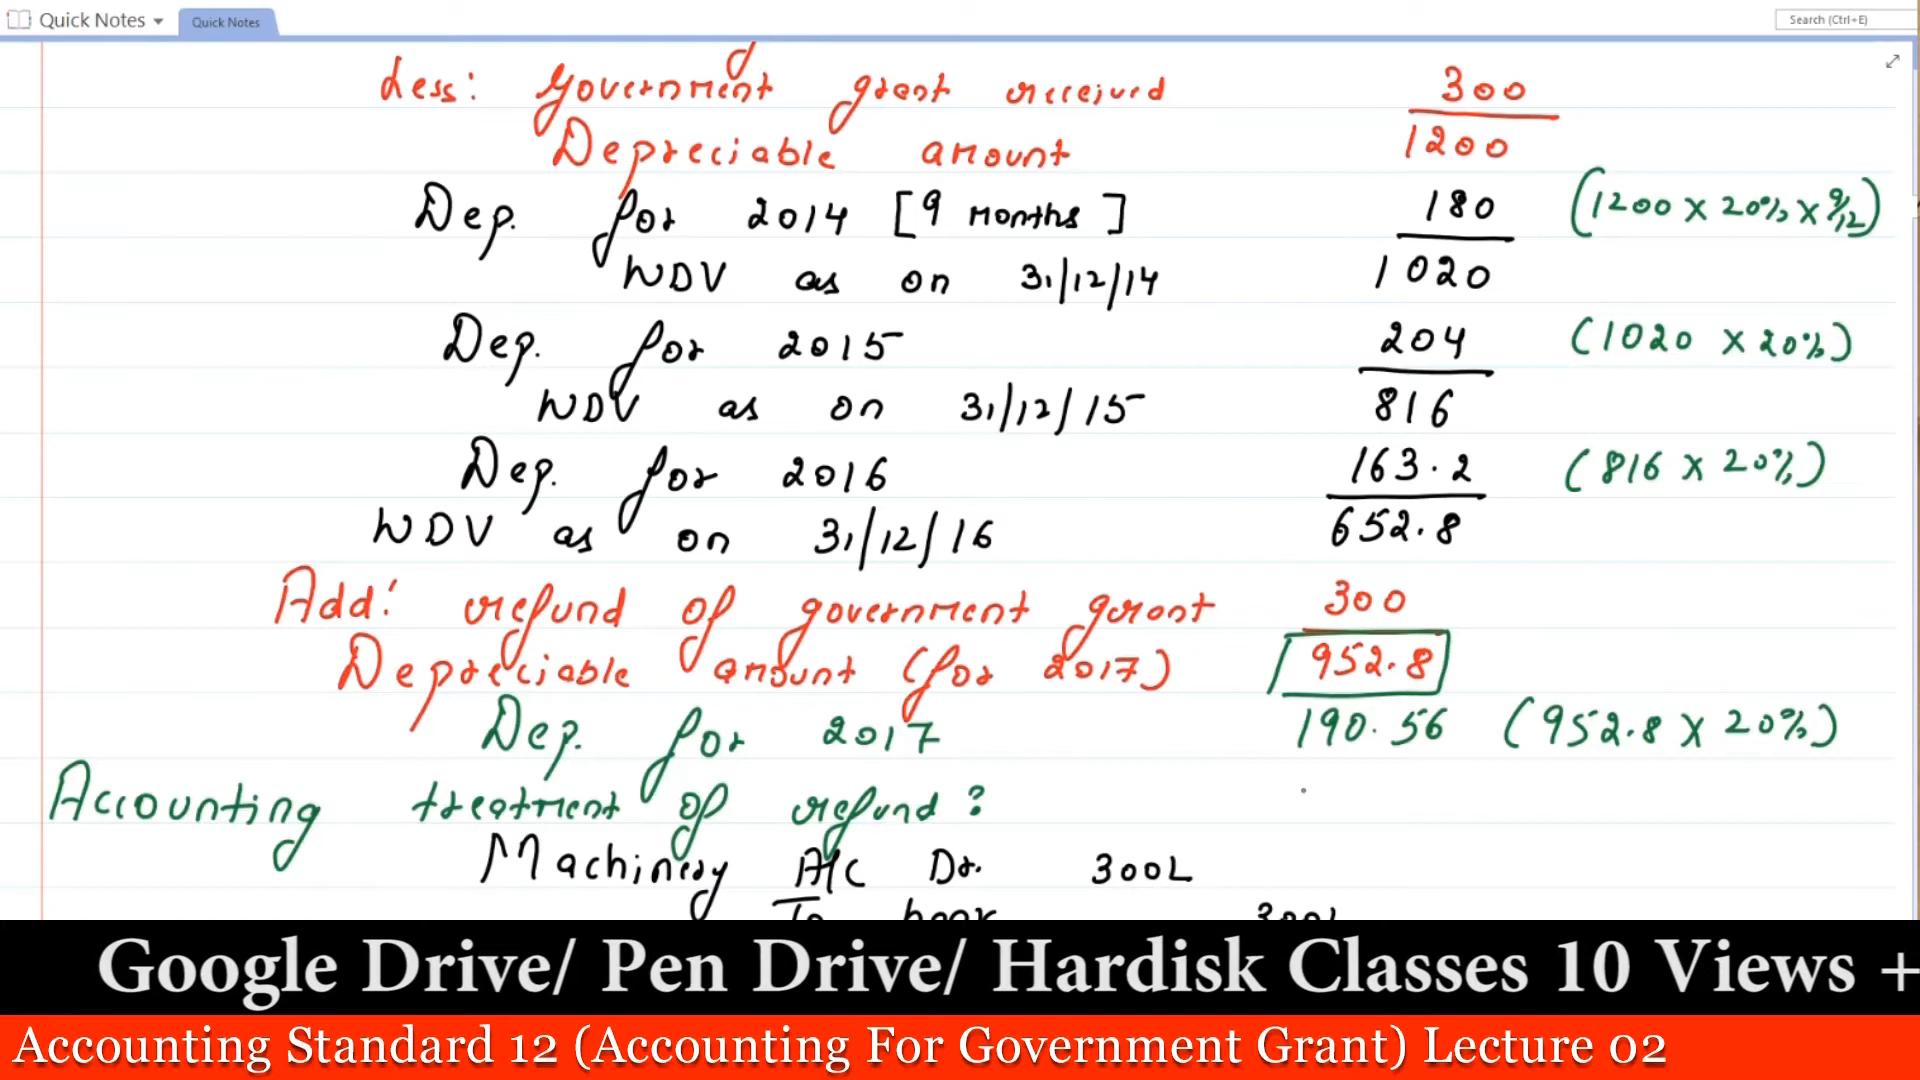 Quick Notes
Quick Notes
Search (Ctrl+E)
Less: Government grant received 300
Depreciable amount 1200
Dep. for 2014 [9 months] 180 (1200 x 20% x 9/12)
WDV as on 31/12/14 1020
Dep. for 2015 204 (1020 x 20%)
WDV as on 31/12/15 816
Dep. for 2016 163.2 (816 x 20%)
WDV as on 31/12/16 652.8
Add: refund of government grant 300
Depreciable amount (for 2017) 952.8
Dep. for 2017 190.56 (952.8 x 20%)
Accounting treatment of refund?
Machinery A/C Dr. 300L
To 300L
Google Drive/ Pen Drive/ Hardisk Classes 10 Views +
Accounting Standard 12 (Accounting For Government Grant) Lecture 02